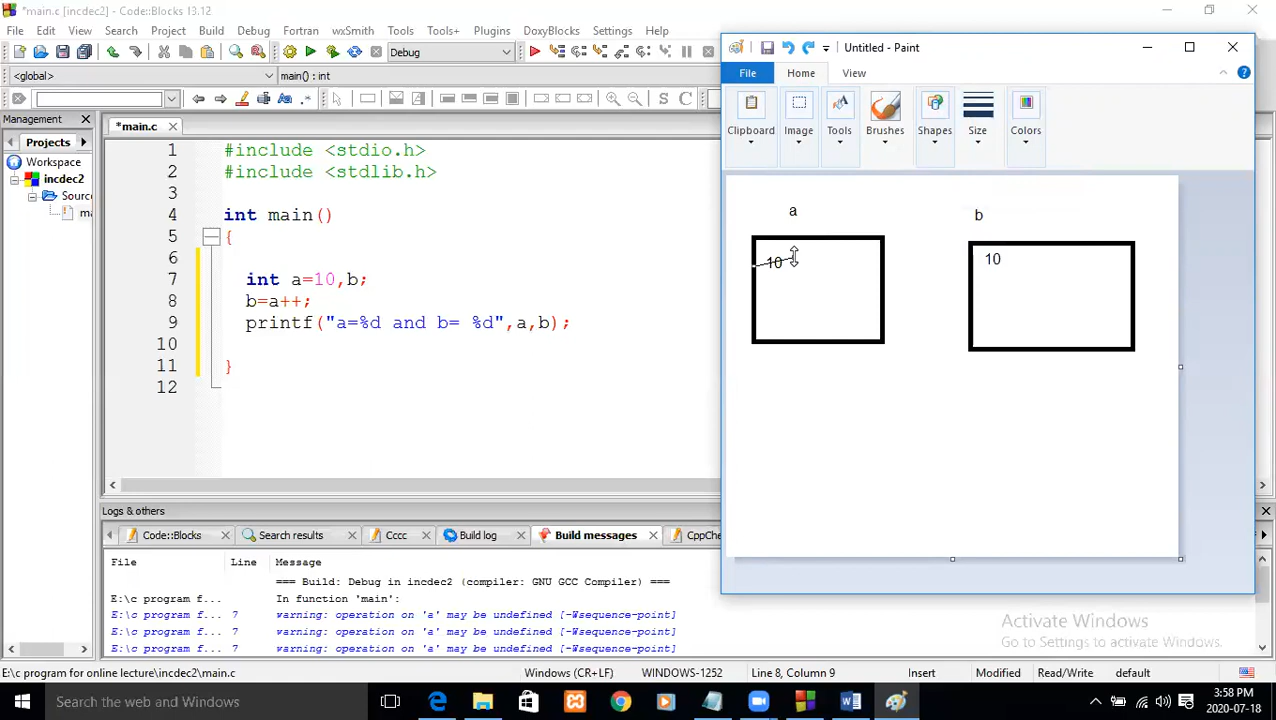 *main.c [incdec2] - Code::Blocks 13.12
File Edit View Search Project Build Debug Fortran wxSmith Tools Tools+ Plugins DoxyBlocks Settings Help
Debug
<global>
main() : int
S C
Management
Projects
Workspace
incdec2
Sourc
ma
*main.c
1 #include <stdio.h>
2 #include <stdlib.h>
3
4 int main()
5 {
6
7 int a=10,b;
8 b=a++;
9 printf("a=%d and b= %d",a,b);
10
11 }
12
Untitled - Paint
File Home View
Clipboard Image Tools Brushes Shapes Size Colors
a b
10 10
Logs & others
Code::Blocks Search results Cccc Build log Build messages CppChe
File Line Message
=== Build: Debug in incdec2 (compiler: GNU GCC Compiler) ===
E:\c program f... In function 'main':
E:\c program f... 7 warning: operation on 'a' may be undefined [-Wsequence-point]
E:\c program f... 7 warning: operation on 'a' may be undefined [-Wsequence-point]
E:\c program f... 7 warning: operation on 'a' may be undefined [-Wsequence-point]
Activate Windows
Go to Settings to activate Windows.
E:\c program for online lecture\incdec2\main.c Windows (CR+LF) WINDOWS-1252 Line 8, Column 9 Insert Modified Read/Write default
Search the web and Windows
3:58 PM
2020-07-18